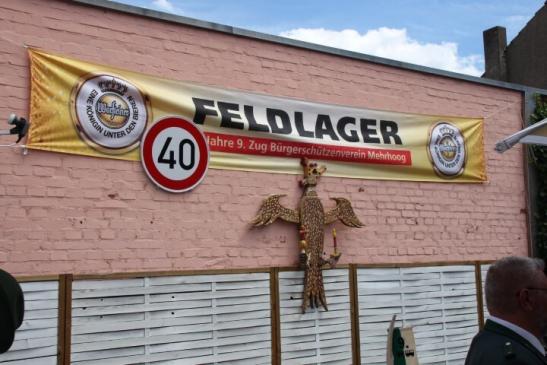 FELDLAGER
40
Jahre 9. Zug Bürgerschützenverein Mehrhoog
Warsteiner
EINE KÖNIGIN UNTER DEN BIEREN